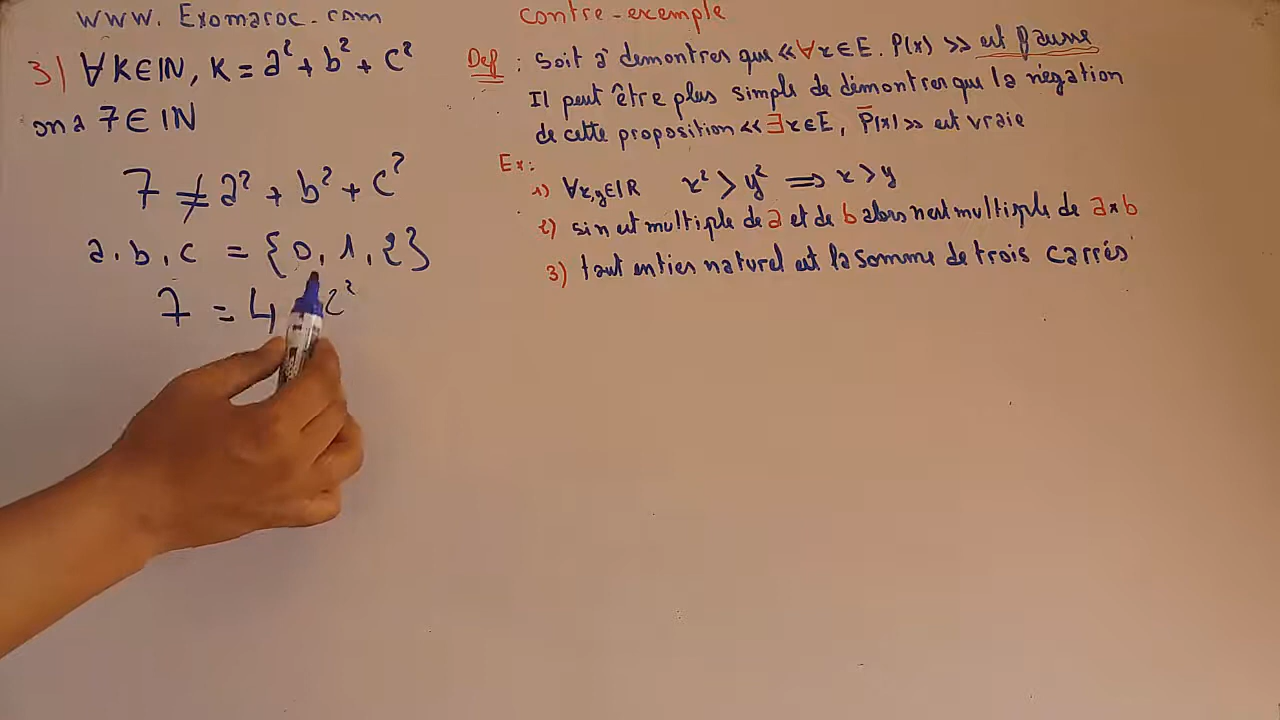 www. Exomaroc.com
3) ∀K∈IN, K = a² + b² + c²
on a 7 ∈ IN
7 ≠ a² + b² + c²
a.b.c = {0,1,2}
7 = 4 c²
contre-exemple
Def : Soit à demontrer que «∀x∈E. P(x) >> est fausse
Il peut être plus simple de démontrer que la négation
de cette proposition «∃x∈E, P̅(x)>> est vraie
Ex:
1) ∀x,y∈IR x² > y² ⟹ x > y
2) si n est multiple de a et de b alors n est multiple de a×b
3) tout entier naturel est la somme de trois carrés